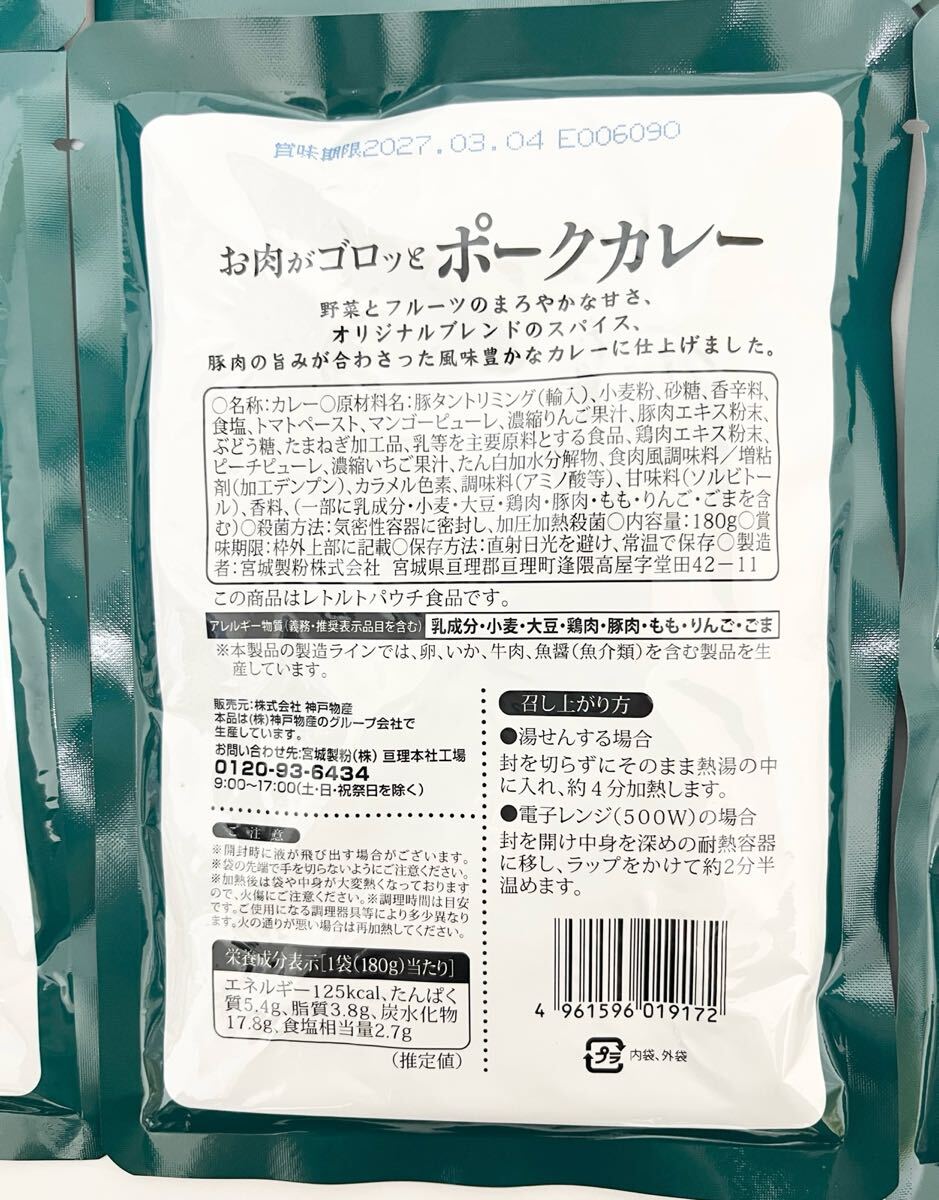 賞味期限2027.03.04 E006090
お肉がゴロッとポークカレー
野菜とフルーツのまろやかな甘さ、
オリジナルブレンドのスパイス、
豚肉の旨みが合わさった風味豊かなカレーに仕上げました。
○名称:カレー○原材料名:豚タントリミング(輸入)、小麦粉、砂糖、香辛料、
食塩、トマトペースト、マンゴーピューレ、濃縮りんご果汁、豚肉エキス粉末、
ぶどう糖、たまねぎ加工品、乳等を主要原料とする食品、鶏肉エキス粉末、
ピーチピューレ、濃縮いちご果汁、たん白加水分解物、食肉風調味料/増粘
剤(加工デンプン)、カラメル色素、調味料(アミノ酸等)、甘味料(ソルビトー
ル)、香料、(一部に乳成分・小麦・大豆・鶏肉・豚肉・もも・りんご・ごまを含
む)○殺菌方法:気密性容器に密封し、加圧加熱殺菌○内容量:180g○賞
味期限:枠外上部に記載○保存方法:直射日光を避け、常温で保存○製造
者:宮城製粉株式会社 宮城県亘理郡亘理町逢隈高屋字堂田42-11
この商品はレトルトパウチ食品です。
アレルギー物質(義務・推奨表示品目を含む) 乳成分・小麦・大豆・鶏肉・豚肉・もも・りんご・ごま
※本製品の製造ラインでは、卵、いか、牛肉、魚醤(魚介類)を含む製品を生
産しています。
販売元:株式会社 神戸物産
本品は(株)神戸物産のグループ会社で
生産しています。
お問い合わせ先:宮城製粉(株) 亘理本社工場
0120-93-6434
9:00~17:00(土・日・祝祭日を除く)
ご注意
※開封時に液が飛び出す場合がございます。
※袋の先端で手を切らないようにご注意ください。
※加熱後は袋や中身が大変熱くなっております
ので、火傷にご注意ください。※調理時間は目安
です。ご使用になる調理器具等により多少異なり
ます。火の通りが悪い場合は再加熱してください。
栄養成分表示[1袋(180g)当たり]
エネルギー125kcal、たんぱく
質5.4g、脂質3.8g、炭水化物
17.8g、食塩相当量2.7g
(推定値)
召し上がり方
●湯せんする場合
封を切らずにそのまま熱湯の中
に入れ、約4分加熱します。
●電子レンジ(500W)の場合
封を開け中身を深めの耐熱容器
に移し、ラップをかけて約2分半
温めます。
4 961596 019172
プラ 内袋、外袋